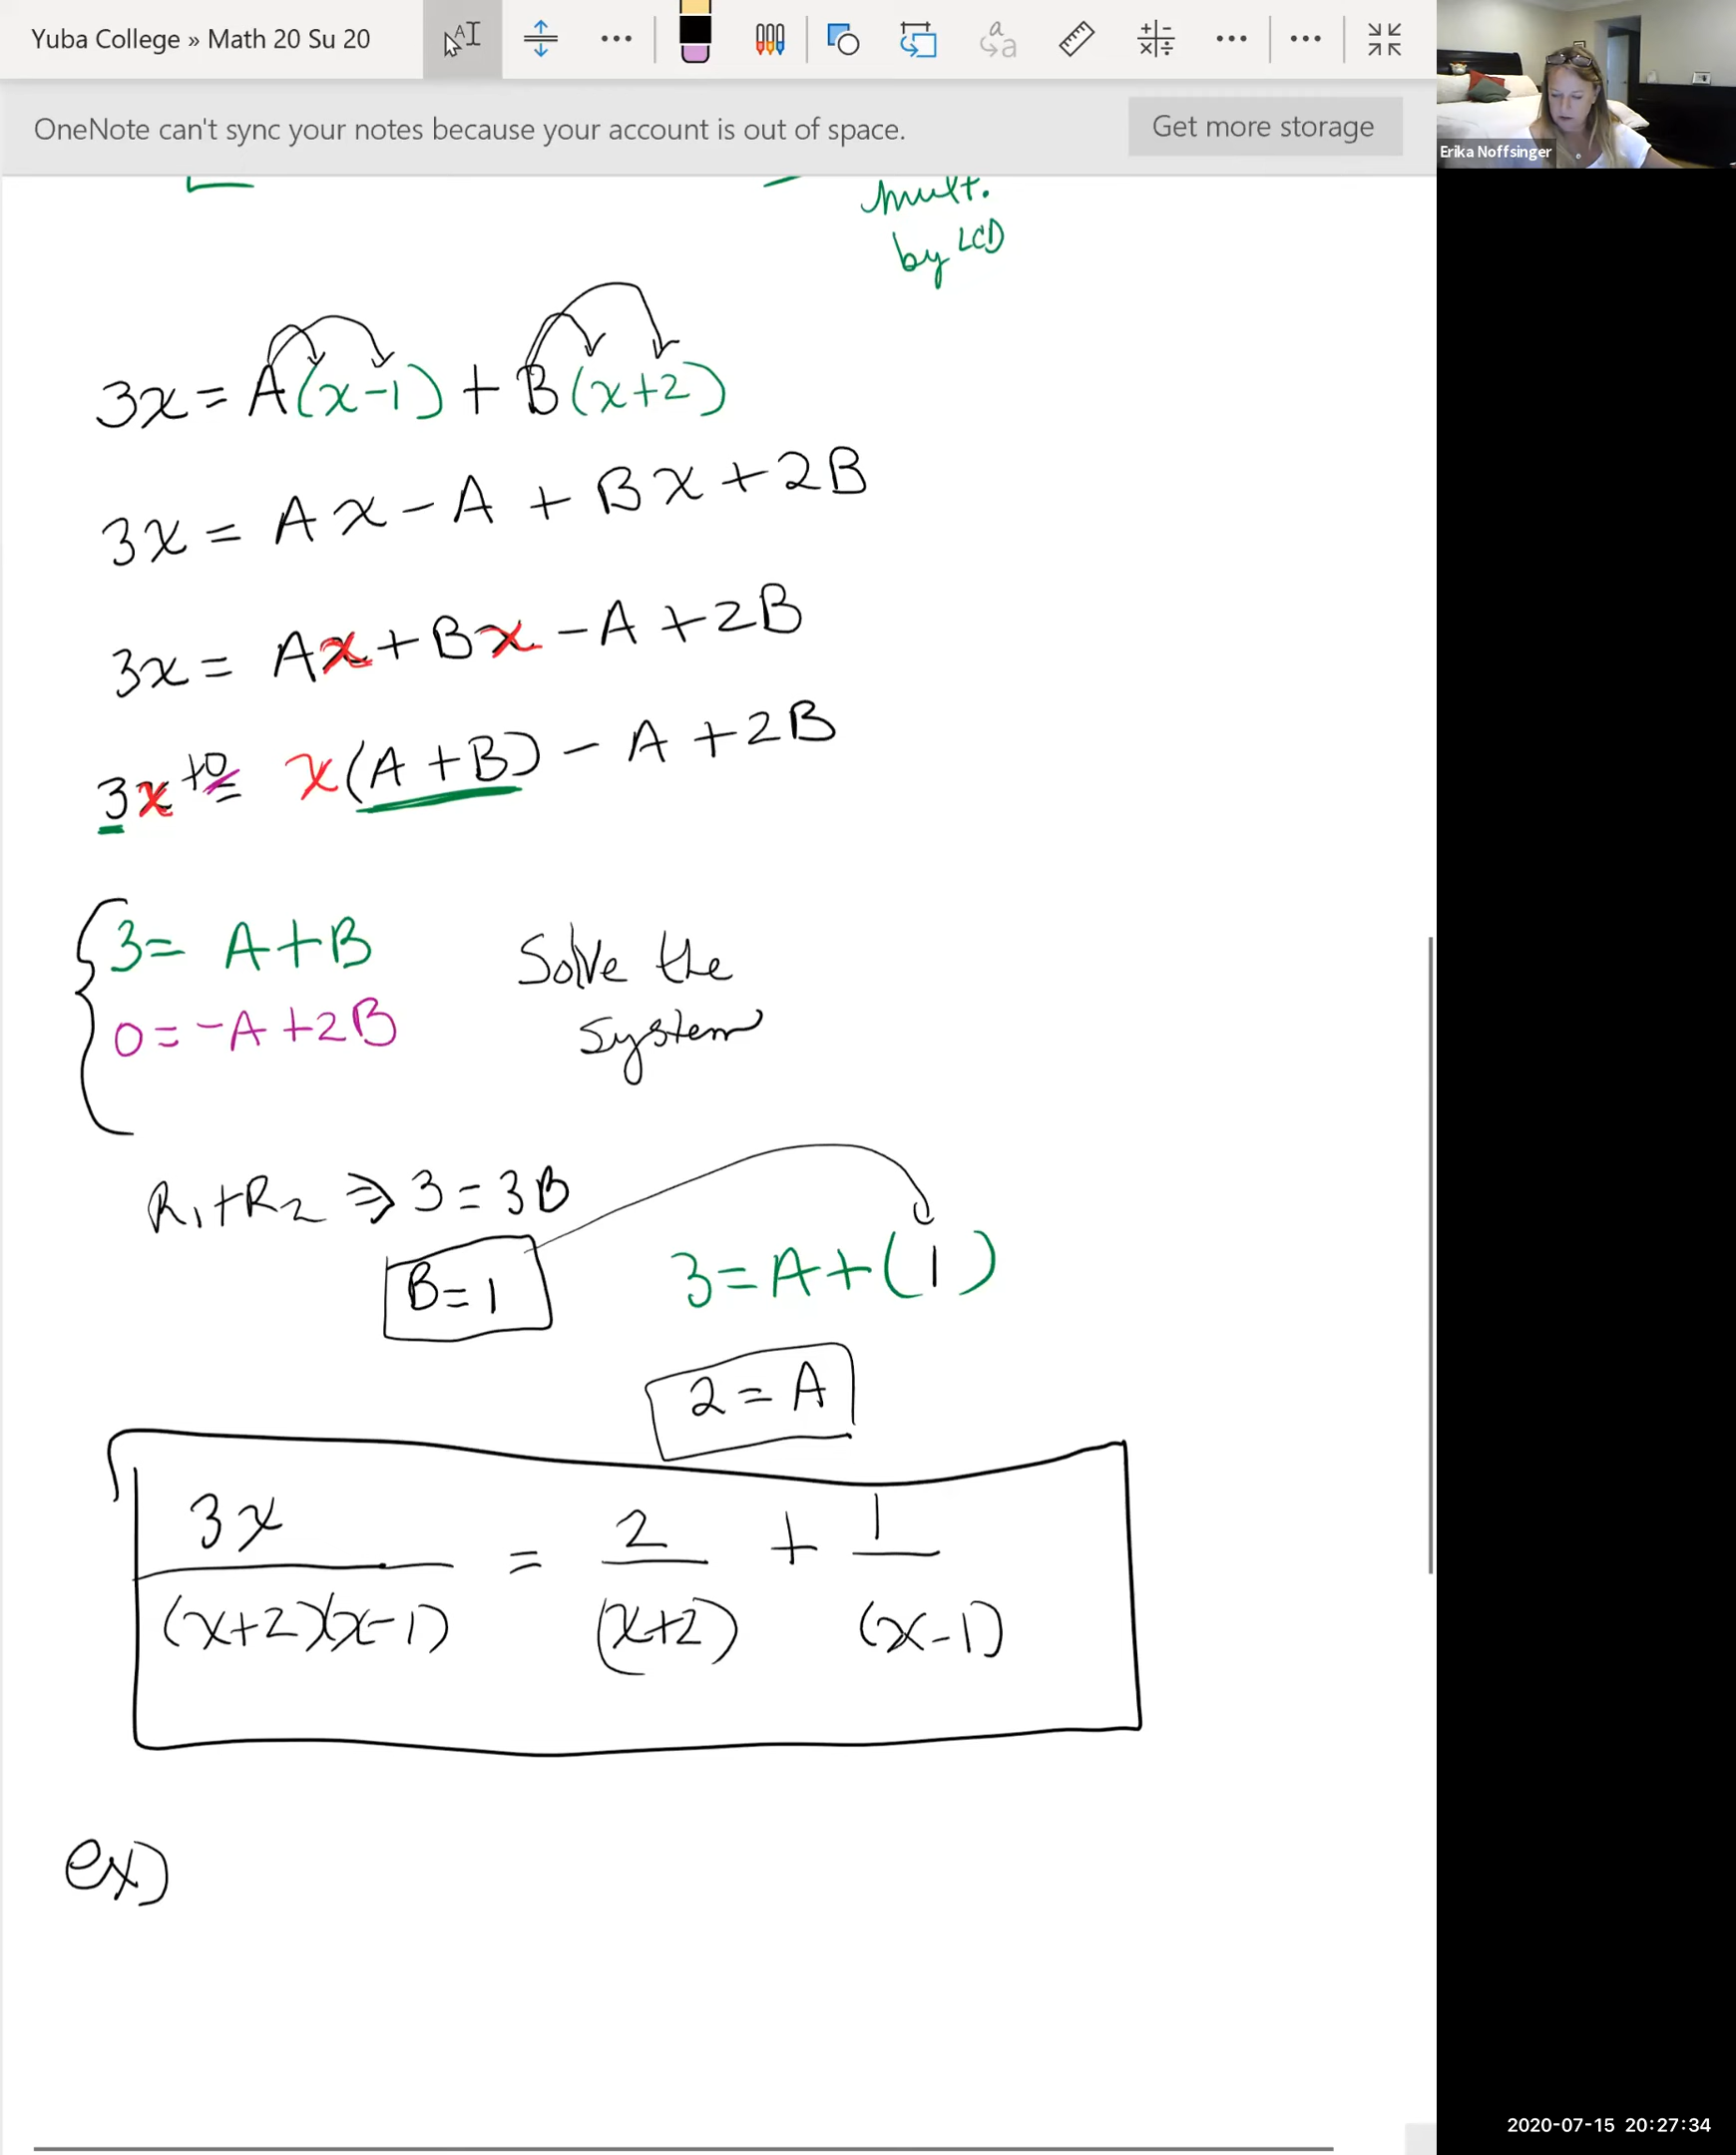 Yuba College » Math 20 Su 20
OneNote can't sync your notes because your account is out of space.
Get more storage
Erika Noffsinger
mult.
by LCD
3x = A(x-1) + B(x+2)
3x = Ax - A + Bx + 2B
3x = Ax + Bx - A + 2B
3x +0 = x(A + B) - A + 2B
3 = A + B
0 = -A + 2B
Solve the
system
R₁+R₂ ⇒ 3 = 3B
B = 1
3 = A + (1)
2 = A
3x/(x+2)(x-1) = 2/(x+2) + 1/(x-1)
ex)
2020-07-15 20:27:34